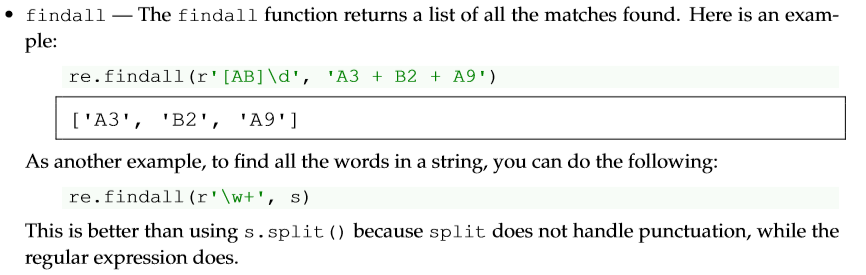 • findall — The findall function returns a list of all the matches found. Here is an exam-
ple:
re.findall(r'[AB]\d', 'A3 + B2 + A9')
['A3', 'B2', 'A9']
As another example, to find all the words in a string, you can do the following:
re.findall(r'\w+', s)
This is better than using s.split() because split does not handle punctuation, while the
regular expression does.